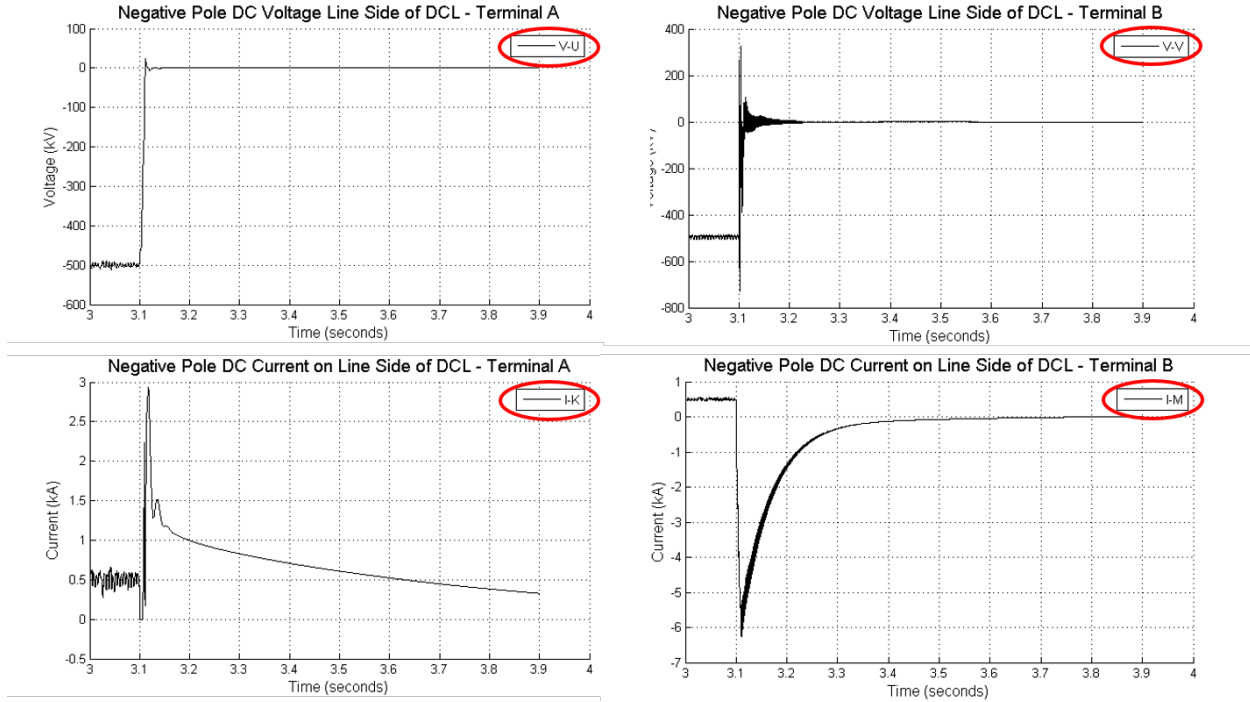 Negative Pole DC Voltage Line Side of DCL - Terminal A
V-U
100
0
-100
-200
-300
-400
-500
-600
Voltage (kV)
3 3.1 3.2 3.3 3.4 3.5 3.6 3.7 3.8 3.9 4
Time (seconds)
Negative Pole DC Voltage Line Side of DCL - Terminal B
V-V
400
200
0
-200
-400
-600
-800
3 3.1 3.2 3.3 3.4 3.5 3.6 3.7 3.8 3.9 4
Time (seconds)
Negative Pole DC Current on Line Side of DCL - Terminal A
I-K
3
2.5
2
1.5
1
0.5
0
-0.5
Current (kA)
3 3.1 3.2 3.3 3.4 3.5 3.6 3.7 3.8 3.9 4
Time (seconds)
Negative Pole DC Current on Line Side of DCL - Terminal B
I-M
1
0
-1
-2
-3
-4
-5
-6
-7
Current (kA)
3 3.1 3.2 3.3 3.4 3.5 3.6 3.7 3.8 3.9 4
Time (seconds)